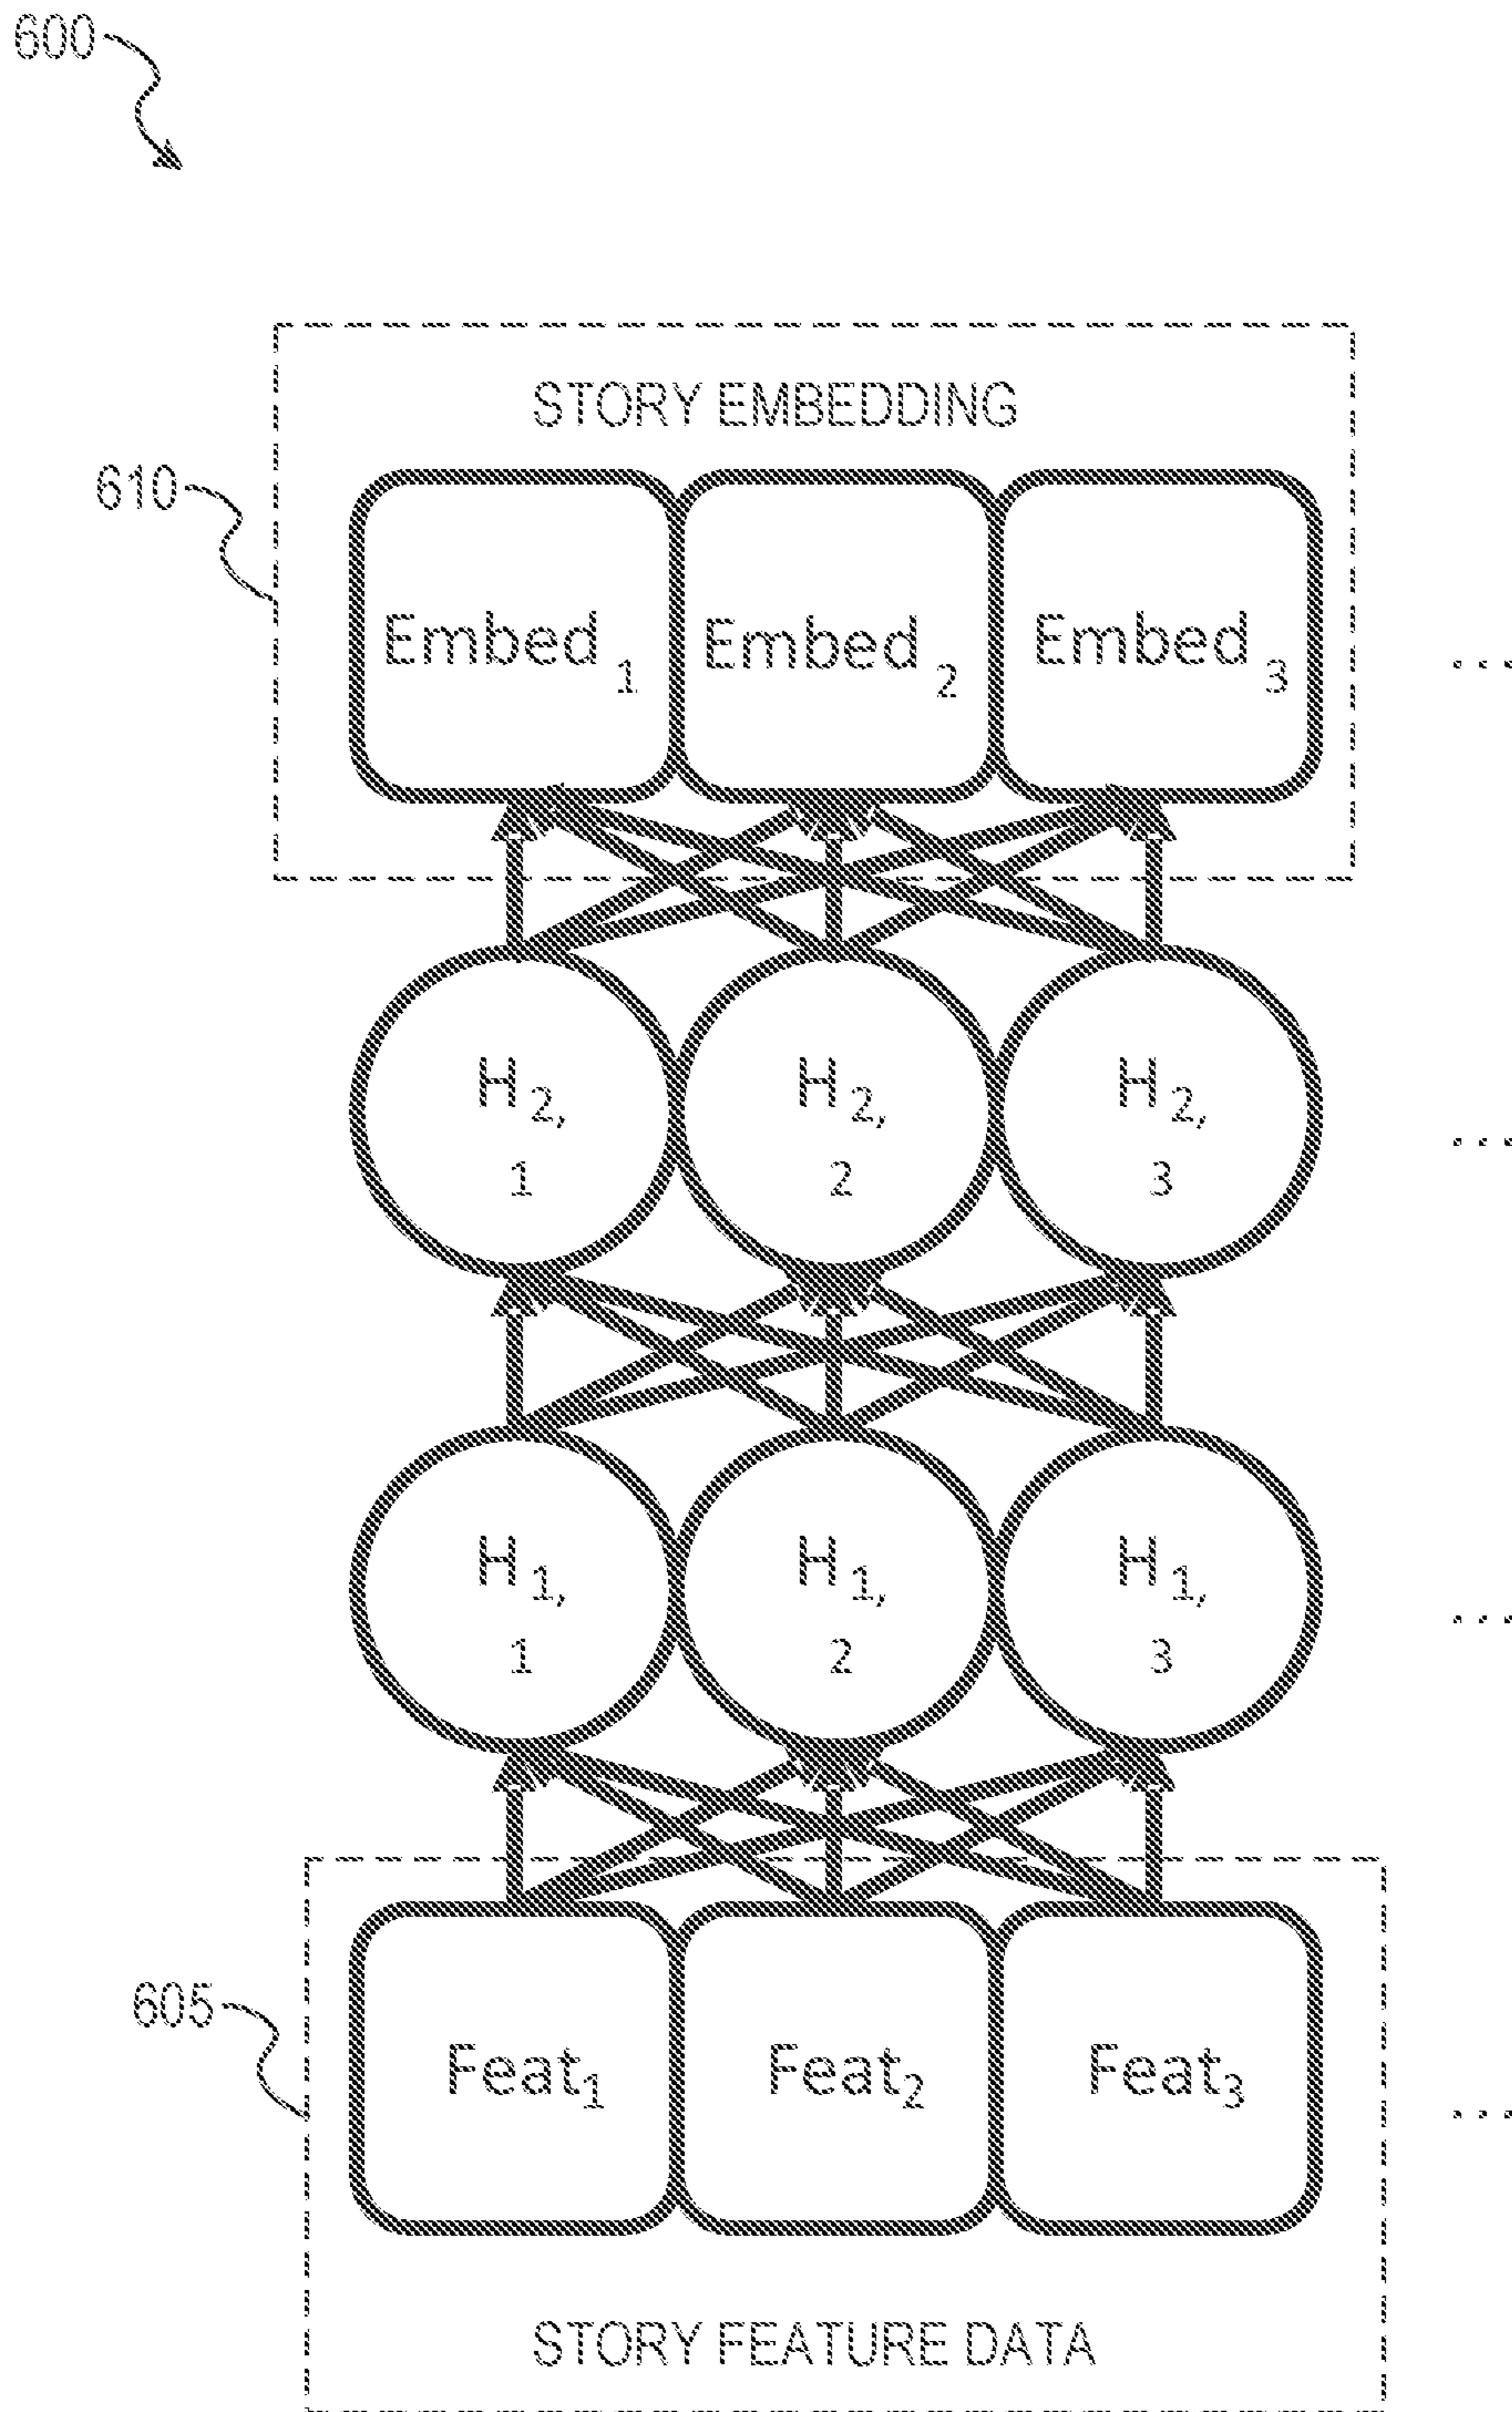 600
STORY EMBEDDING
610
Embed 1 Embed 2 Embed 3 ...
H 2, 1 H 2, 2 H 2, 3 ...
H 1, 1 H 1, 2 H 1, 3 ...
605
Feat1 Feat2 Feat3 ...
STORY FEATURE DATA